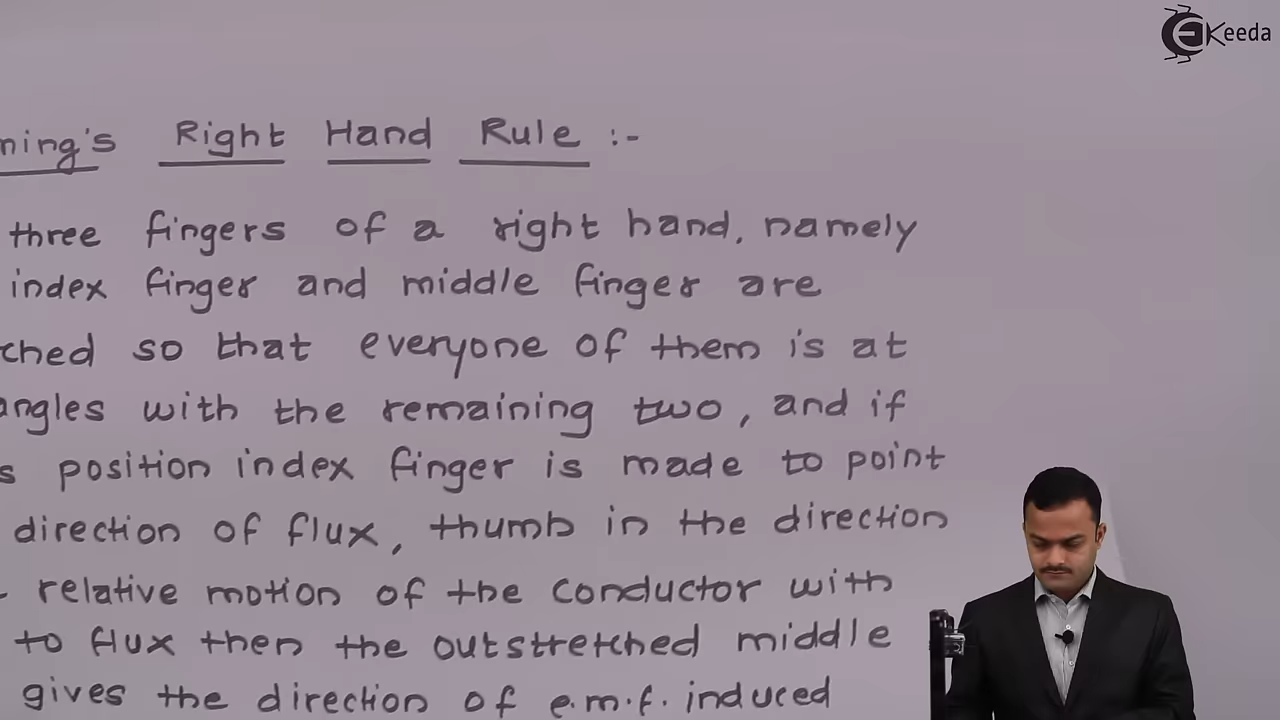 Keeda
ning's Right Hand Rule :-
three fingers of a right hand, namely
index finger and middle finger are
ched so that everyone of them is at
angles with the remaining two, and if
s position index finger is made to point
direction of flux, thumb in the direction
relative motion of the conductor with
to flux then the outstretched middle
gives the direction of e.m.f. induced